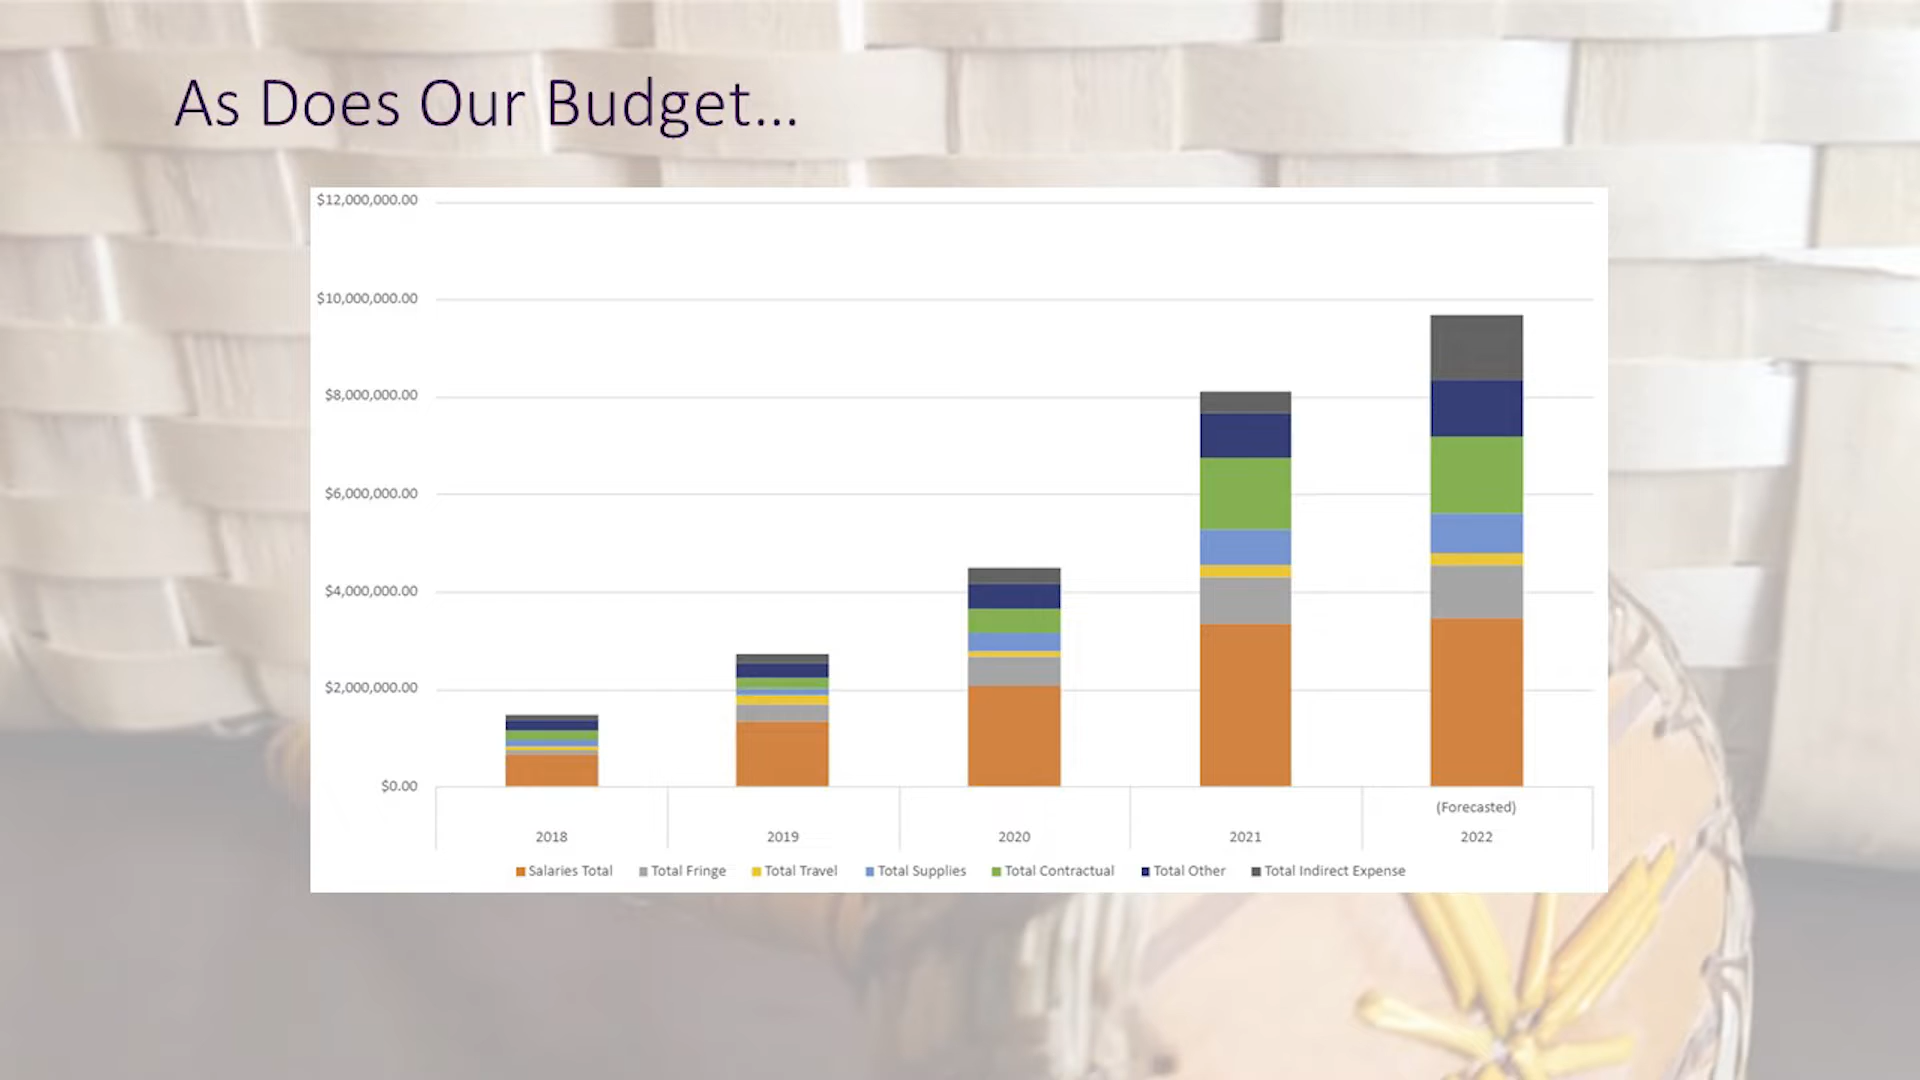 As Does Our Budget...
$12,000,000.00
$10,000,000.00
$8,000,000.00
$6,000,000.00
$4,000,000.00
$2,000,000.00
$0.00
(Forecasted)
2018 2019 2020 2021 2022
Salaries Total Total Fringe Total Travel Total Supplies Total Contractual Total Other Total Indirect Expense